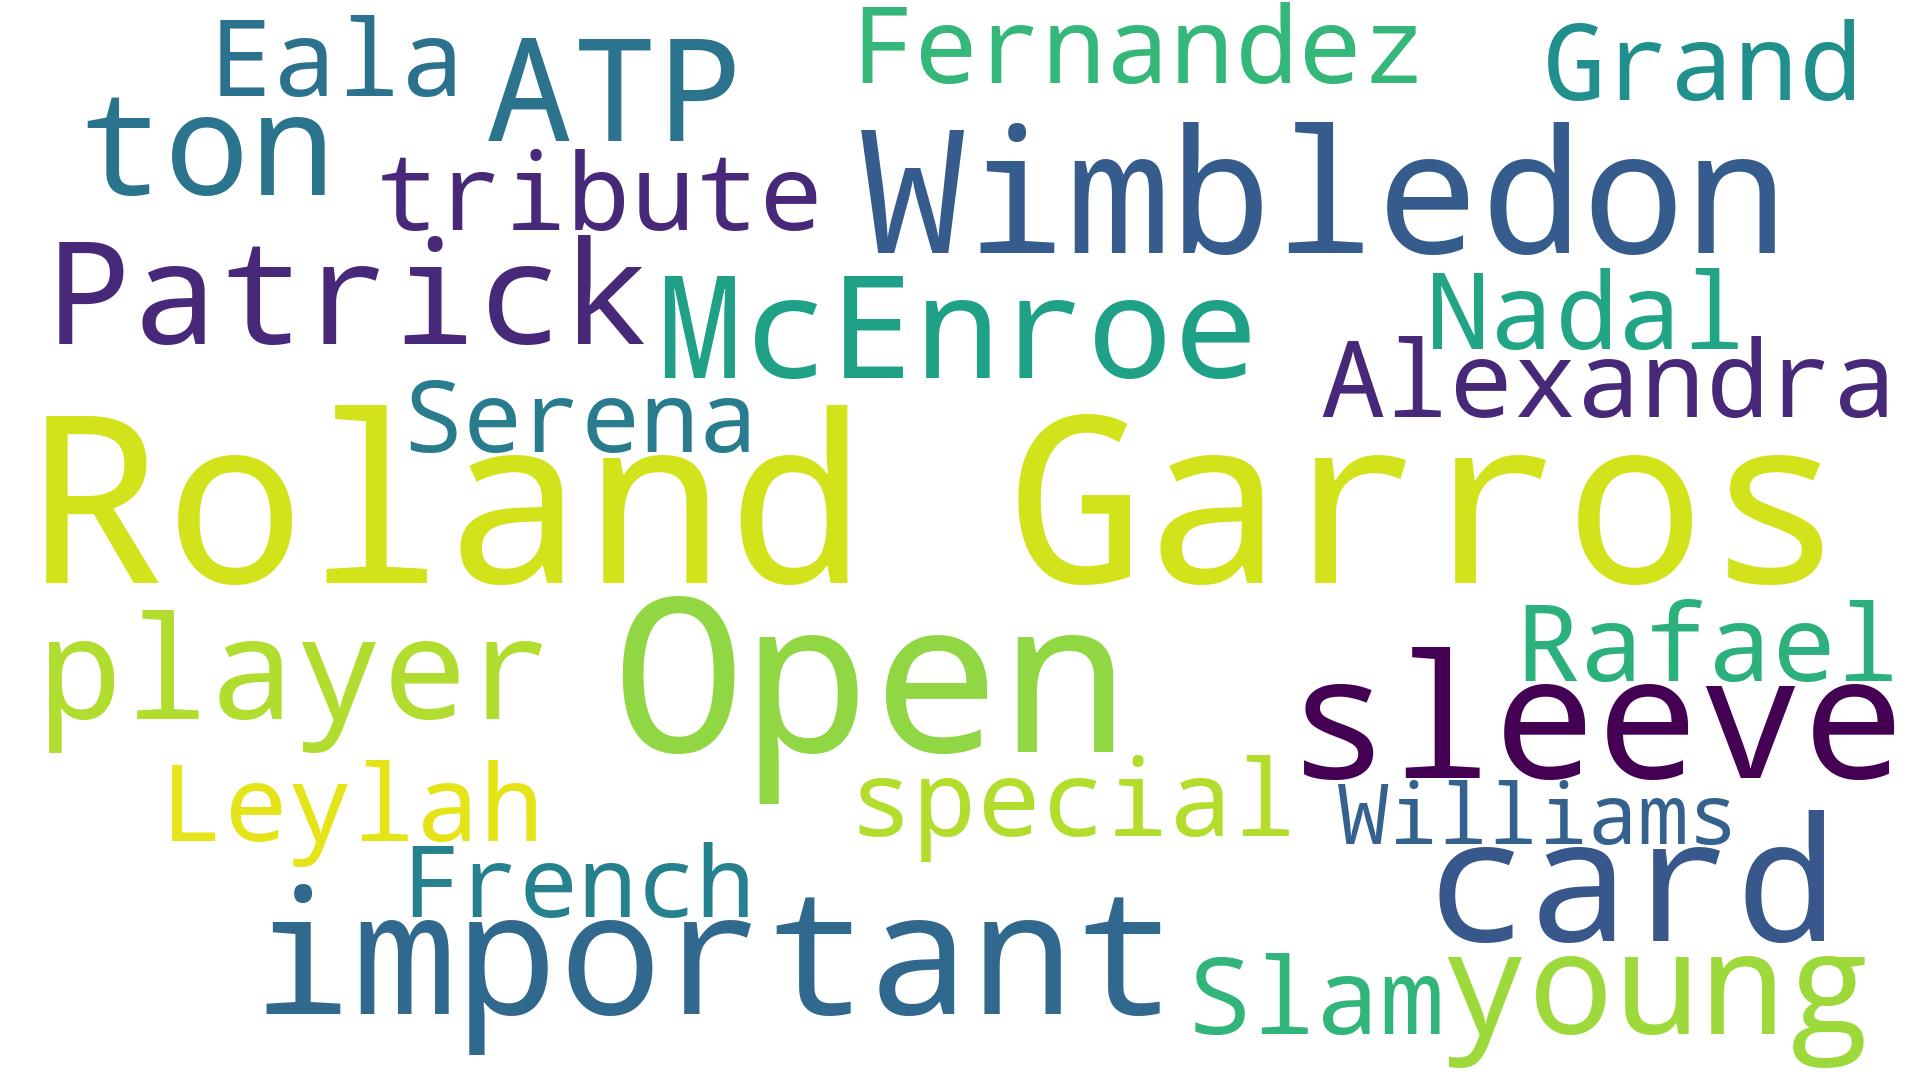 Eala
ATP
Fernandez
Grand
ton
tribute
Wimbledon
Patrick
McEnroe
Nadal
Alexandra
Serena
Roland Garros
player
Open
Rafael
sleeve
Leylah
special
Williams
French
card
important
Slam
young